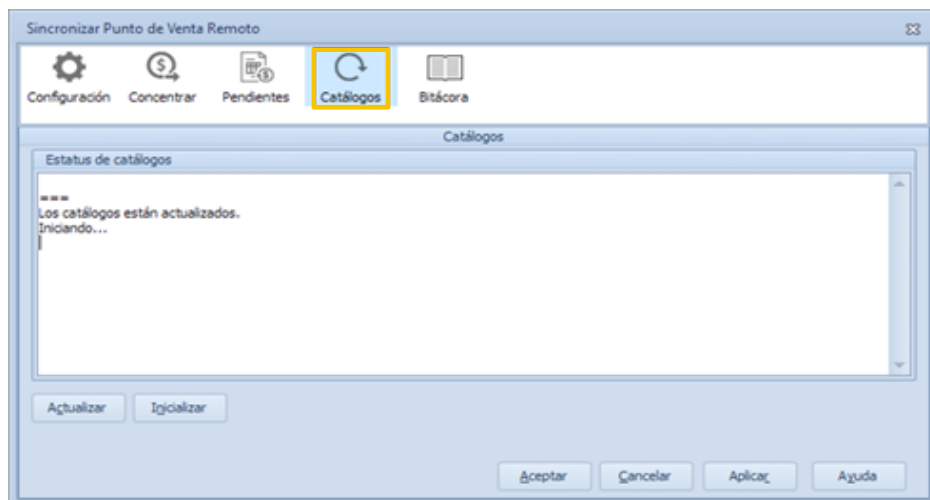 Sincronizar Punto de Venta Remoto
Configuración Concentrar Pendientes Catálogos Bitácora
Catálogos
Estatus de catálogos
===
Los catálogos están actualizados.
Iniciando...
Actualizar Inicializar
Aceptar Cancelar Aplicar Ayuda